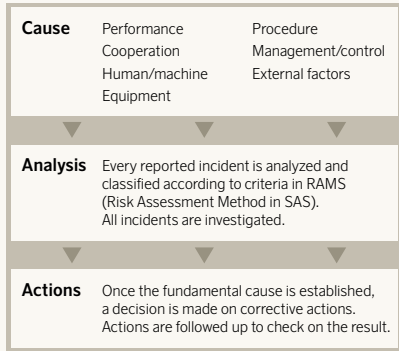 Cause
Performance Procedure
Cooperation Management/control
Human/machine External factors
Equipment
Analysis
Every reported incident is analyzed and
classified according to criteria in RAMS
(Risk Assessment Method in SAS).
All incidents are investigated.
Actions
Once the fundamental cause is established,
a decision is made on corrective actions.
Actions are followed up to check on the result.